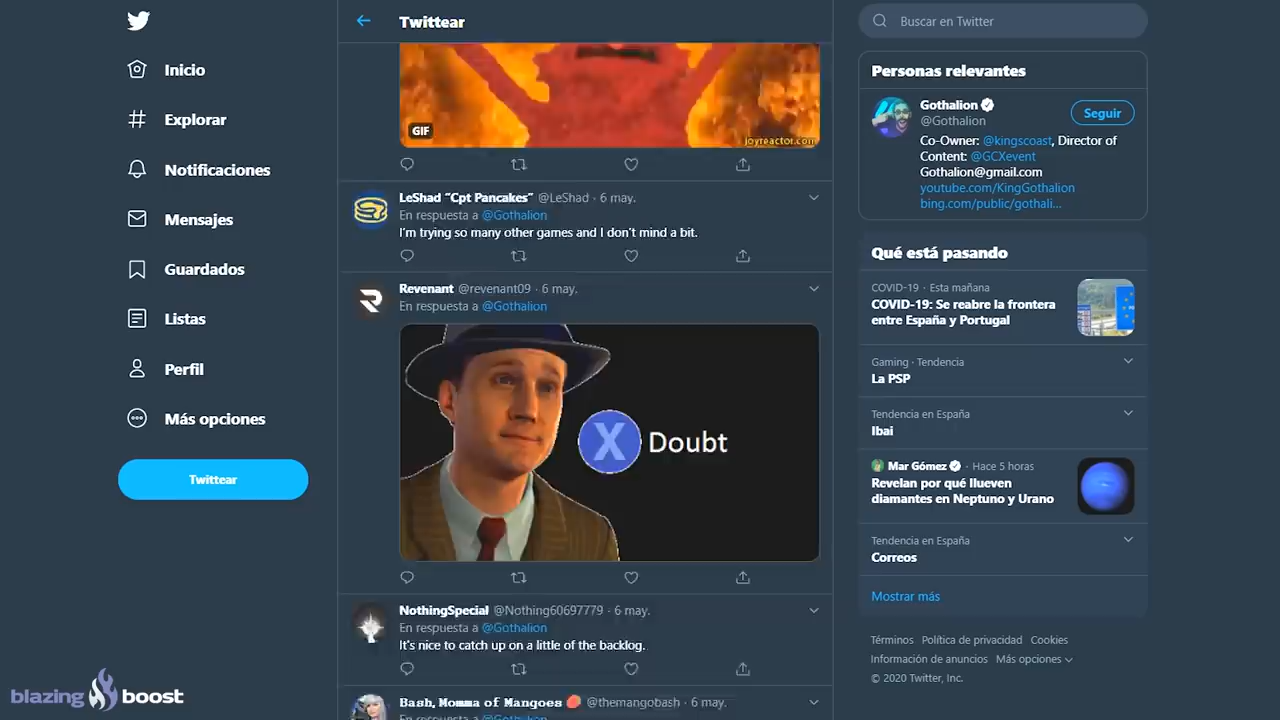 Inicio
Explorar
Notificaciones
Mensajes
Guardados
Listas
Perfil
Más opciones
Twittear
blazing boost
Twittear
GIF
joyreactor.com
LeShad “Cpt Pancakes” @LeShad · 6 may.
En respuesta a @Gothalion
I'm trying so many other games and I don't mind a bit.
Revenant @revenant09 · 6 may.
En respuesta a @Gothalion
X Doubt
NothingSpecial @Nothing60697779 · 6 may.
En respuesta a @Gothalion
It's nice to catch up on a little of the backlog.
Bash, Momma of Mangoes @themangobash · 6 may.
En respuesta a @Gothalion
Buscar en Twitter
Personas relevantes
Gothalion
@Gothalion
Seguir
Co-Owner: @kingscoast, Director of
Content: @GCXevent
Gothalion@gmail.com
youtube.com/KingGothalion
bing.com/public/gothali...
Qué está pasando
COVID-19 · Esta mañana
COVID-19: Se reabre la frontera
entre España y Portugal
Gaming · Tendencia
La PSP
Tendencia en España
Ibai
Mar Gómez · Hace 5 horas
Revelan por qué llueven
diamantes en Neptuno y Urano
Tendencia en España
Correos
Mostrar más
Términos Política de privacidad Cookies
Información de anuncios Más opciones
© 2020 Twitter, Inc.